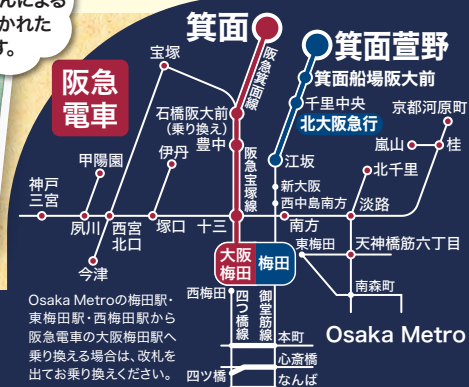 んによる
かれた
す。
阪急
電車
箕面
阪急箕面線
箕面萱野
箕面船場阪大前
千里中央
北大阪急行
江坂
宝塚
石橋阪大前
(乗り換え)
豊中
阪急宝塚線
伊丹
甲陽園
神戸
三宮
夙川
西宮
北口
今津
塚口
十三
新大阪
西中島南方
南方
京都河原町
嵐山
桂
北千里
淡路
大阪
梅田
梅田
東梅田
天神橋筋六丁目
南森町
西梅田
四つ橋線
御堂筋線
本町
心斎橋
四ツ橋
なんば
Osaka Metro
Osaka Metroの梅田駅・
東梅田駅・西梅田駅から
阪急電車の大阪梅田駅へ
乗り換える場合は、改札を
出てお乗り換えください。